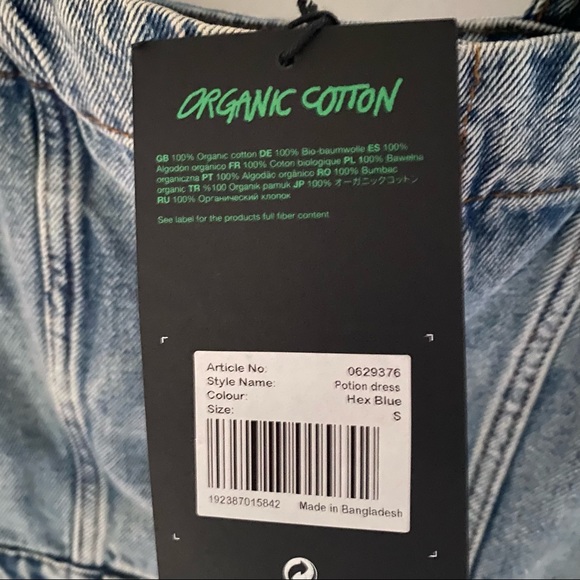 ORGANIC COTTON
GB 100% Organic cotton DE 100% Bio-baumwolle ES 100%
Algodón orgánico FR 100% Coton biologique PL 100% Bawełna
organiczna PT 100% Algodão orgânico RO 100% Bumbac
organic TR %100 Organik pamuk JP 100% オーガニックコットン
RU 100% Органический хлопок
See label for the products full fiber content
Article No: 0629376
Style Name: Potion dress
Colour: Hex Blue
Size: S
192387015842 Made in Bangladesh